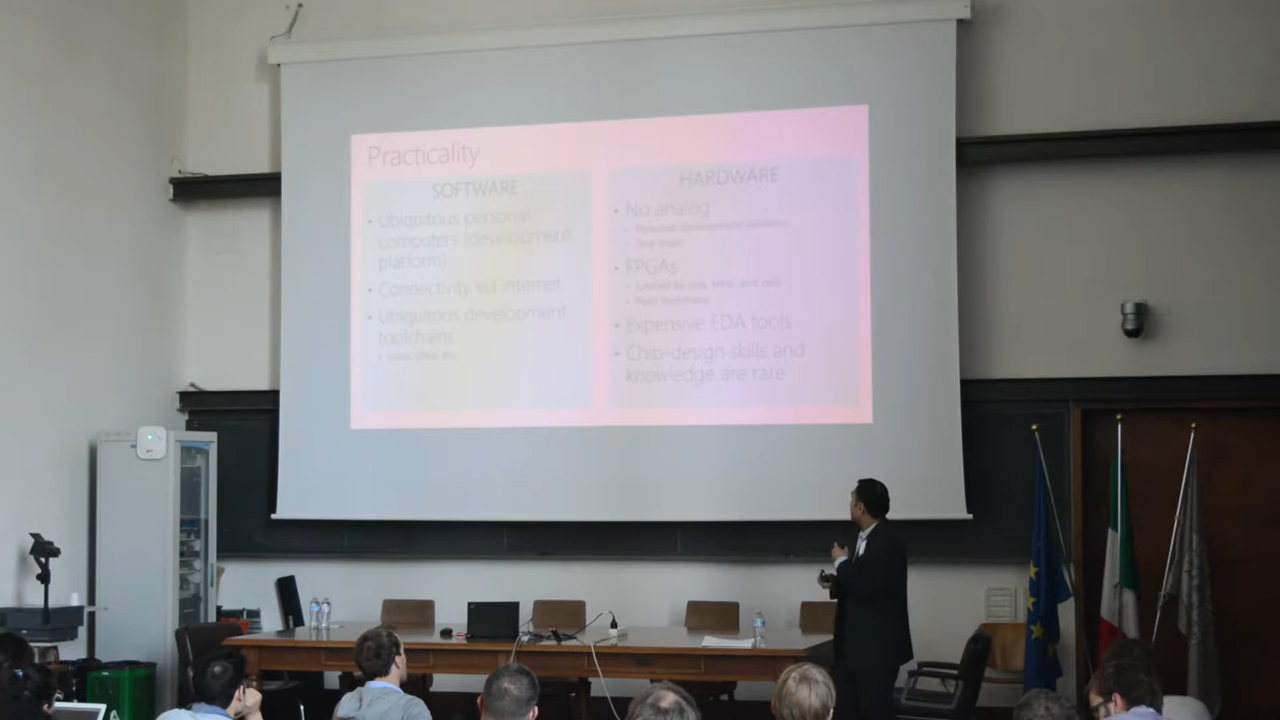 Practicality
SOFTWARE
• Ubiquitous personal
computers (development
platform)
• Connectivity via internet
• Ubiquitous development
toolchains
HARDWARE
• No analog
• FPGAs
• Expensive EDA tools
• Chip-design skills and
knowledge are rare